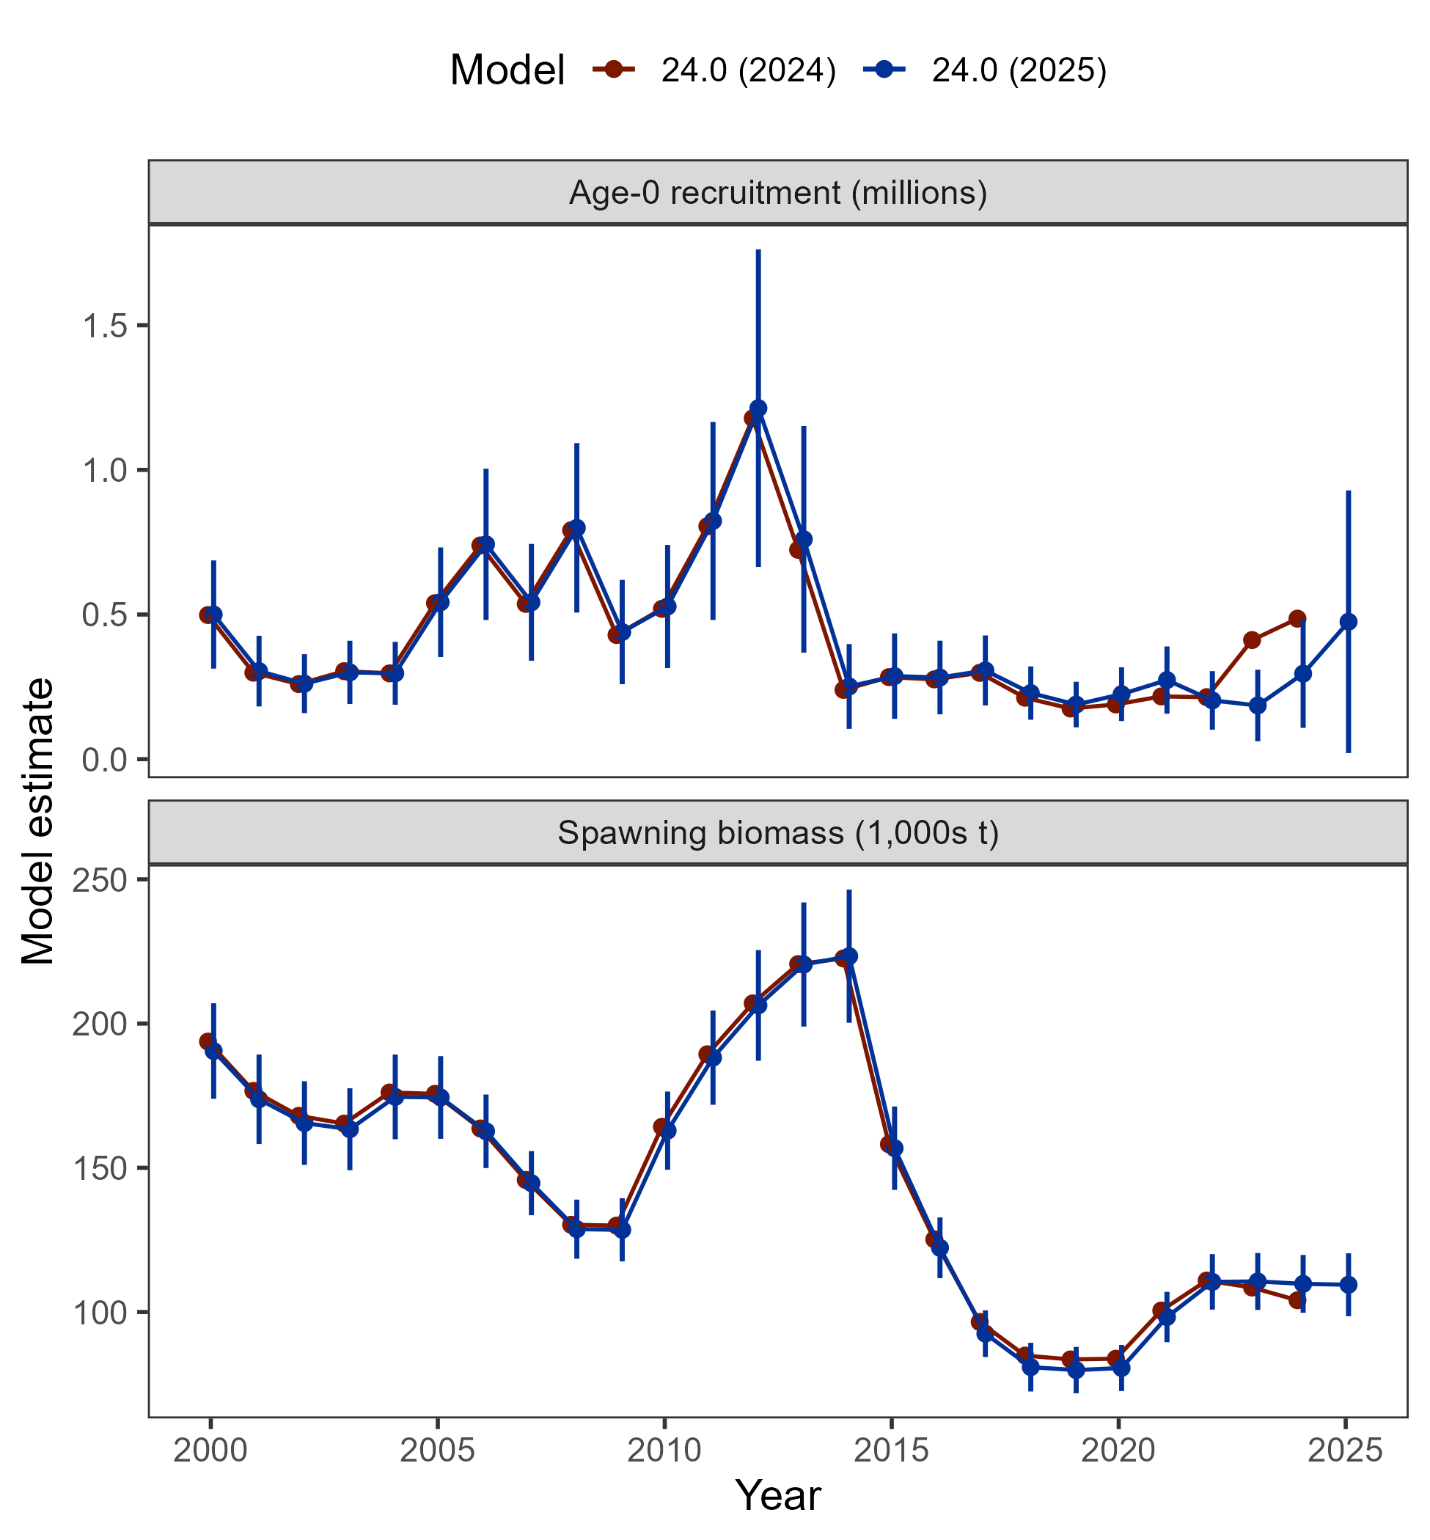 Model 24.0 (2024) 24.0 (2025)
Age-0 recruitment (millions)
1.5
1.0
0.5
0.0
Model estimate
Spawning biomass (1,000s t)
250
200
150
100
2000 2005 2010 2015 2020 2025
Year